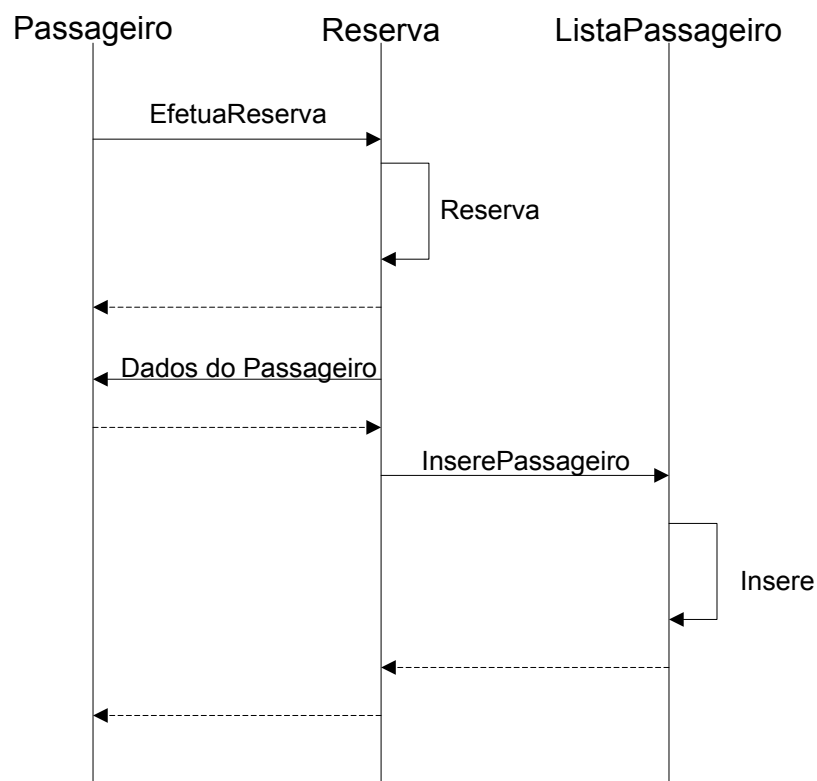 Passageiro
Reserva
ListaPassageiro
EfetuaReserva
Reserva
Dados do Passageiro
InserePassageiro
Insere